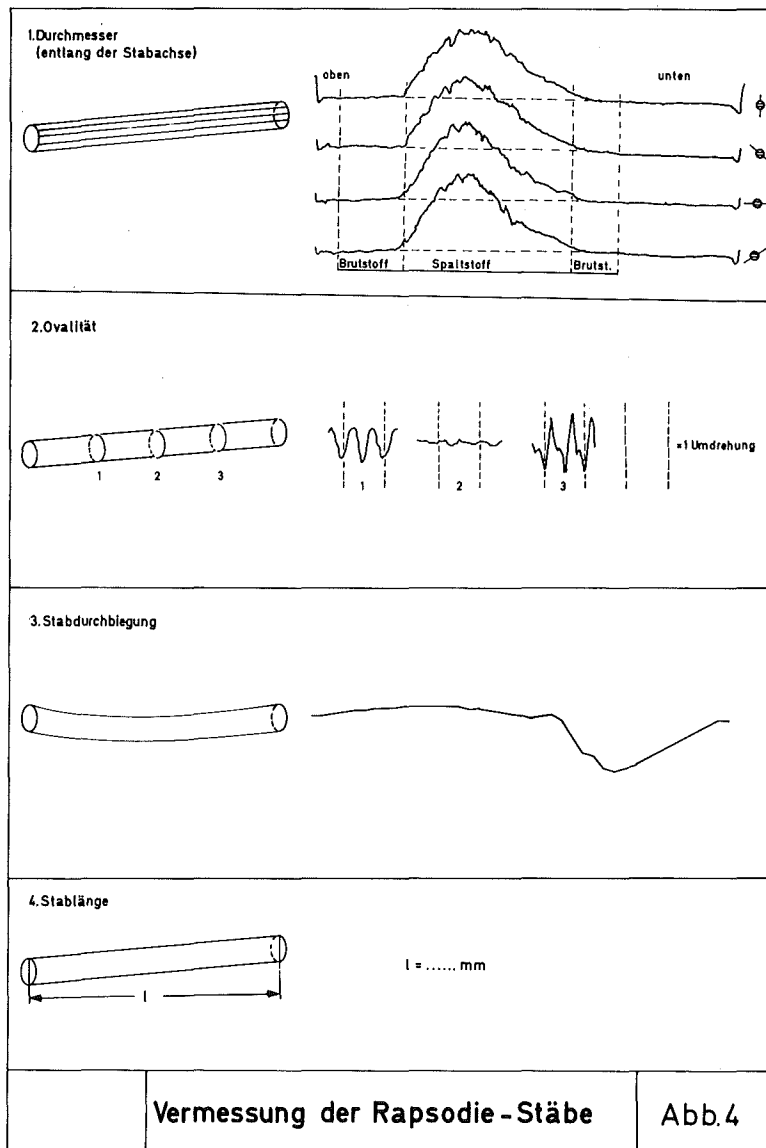 1.Durchmesser
(entlang der Stabachse)
oben
unten
Brutstoff
Spaltstoff
Brutst.
2.Ovalität
1
2
3
1
2
3
=1 Umdrehung
3.Stabdurchbiegung
4.Stablänge
l
l = ...... mm
Vermessung der Rapsodie-Stäbe
Abb.4